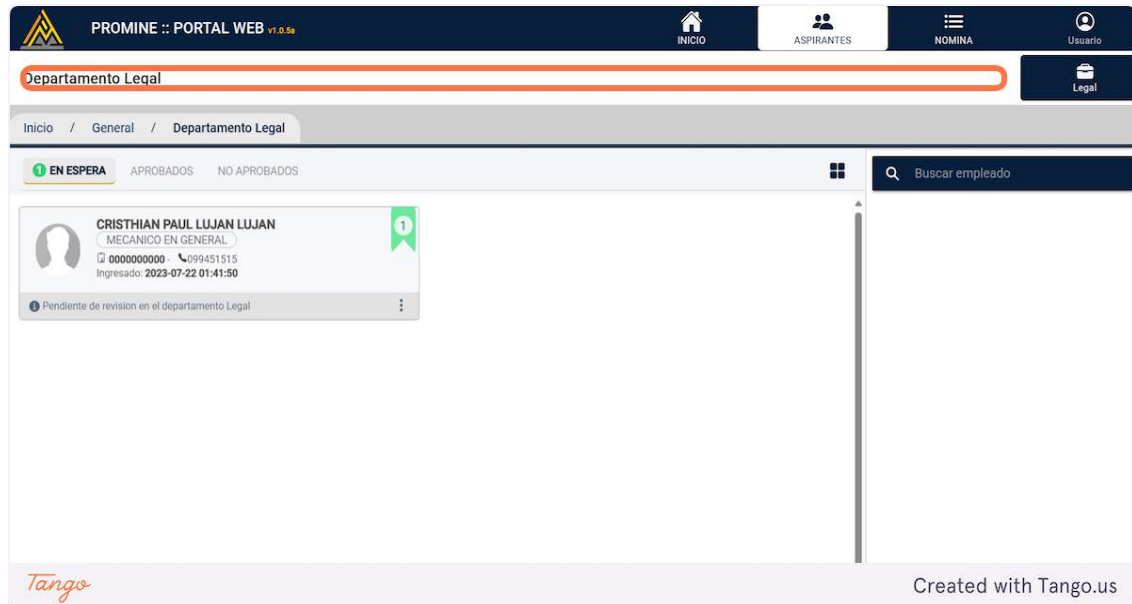 PROMINE :: PORTAL WEB v1.0.5a
INICIO
ASPIRANTES
NOMINA
Usuario
Departamento Legal
Legal
Inicio / General / Departamento Legal
1 EN ESPERA APROBADOS NO APROBADOS
Buscar empleado
CRISTHIAN PAUL LUJAN LUJAN
1
MECANICO EN GENERAL
0000000000 - 099451515
Ingresado: 2023-07-22 01:41:50
Pendiente de revision en el departamento Legal
Tango
Created with Tango.us